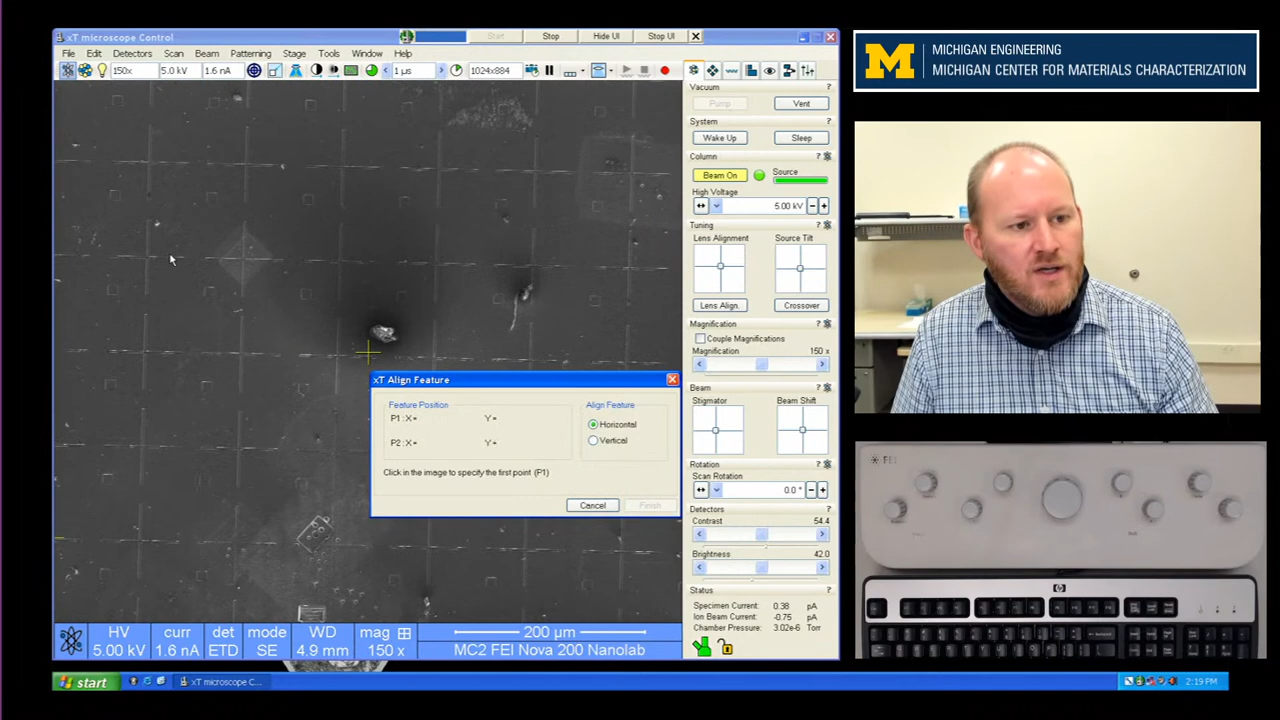 xT microscope Control
Start
Stop
Hide UI
Stop UI
File Edit Detectors Scan Beam Patterning Stage Tools Window Help
150x 5.0 kV 1.6 nA 1 µs 1024x884
Vacuum ?
Pump Vent
System ?
Wake Up Sleep
Column ?
Beam On Source
High Voltage
5.00 kV
Tuning ?
Lens Alignment Source Tilt
Lens Align. Crossover
Magnification ?
Couple Magnifications
Magnification 150 x
Beam ?
Stigmator Beam Shift
Rotation ?
Scan Rotation
0.0 °
Detectors ?
Contrast 54.4
Brightness 42.0
Status ?
Specimen Current: 0.38 pA
Ion Beam Current: -0.75 pA
Chamber Pressure: 3.02e-6 Torr
xT Align Feature
Feature Position
P1 : X = Y =
P2 : X = Y =
Align Feature
Horizontal
Vertical
Click in the image to specify the first point (P1)
Cancel Finish
HV curr det mode WD mag
5.00 kV 1.6 nA ETD SE 4.9 mm 150 x
200 µm
MC2 FEI Nova 200 Nanolab
start
xT microscope C...
2:19 PM
M
MICHIGAN ENGINEERING
MICHIGAN CENTER FOR MATERIALS CHARACTERIZATION
FEI
hp